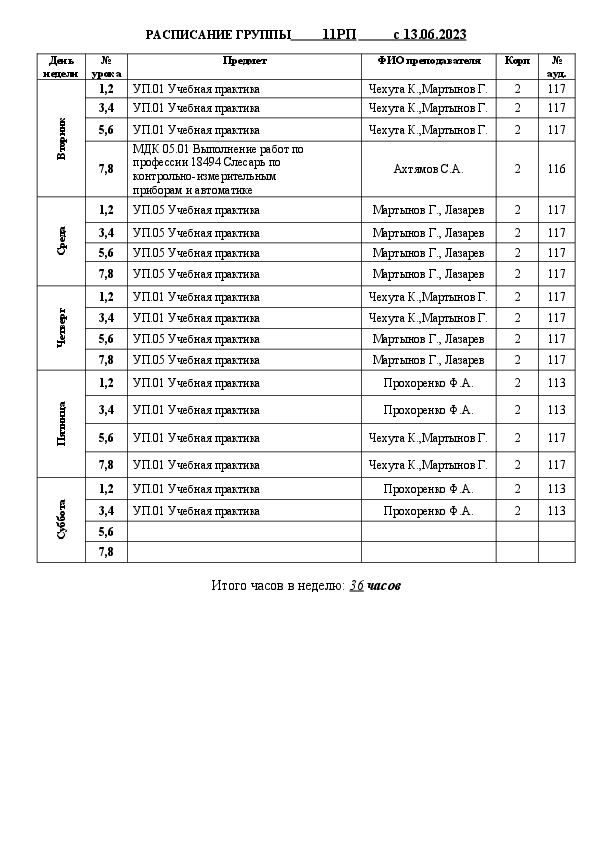 РАСПИСАНИЕ ГРУППЫ 11РП с 13.06.2023
День недели № урока Предмет ФИО преподавателя Корп № ауд.
Вторник
1,2 УП.01 Учебная практика Чехута К.,Мартынов Г. 2 117
3,4 УП.01 Учебная практика Чехута К.,Мартынов Г. 2 117
5,6 УП.01 Учебная практика Чехута К.,Мартынов Г. 2 117
7,8 МДК 05.01 Выполнение работ по
профессии 18494 Слесарь по
контрольно-измерительным
приборам и автоматике
Ахтямов С.А. 2 116
Среда
1,2 УП.05 Учебная практика Мартынов Г., Лазарев 2 117
3,4 УП.05 Учебная практика Мартынов Г., Лазарев 2 117
5,6 УП.05 Учебная практика Мартынов Г., Лазарев 2 117
7,8 УП.05 Учебная практика Мартынов Г., Лазарев 2 117
Четверг
1,2 УП.01 Учебная практика Чехута К.,Мартынов Г. 2 117
3,4 УП.01 Учебная практика Чехута К.,Мартынов Г. 2 117
5,6 УП.05 Учебная практика Мартынов Г., Лазарев 2 117
7,8 УП.05 Учебная практика Мартынов Г., Лазарев 2 117
Пятница
1,2 УП.01 Учебная практика Прохоренко Ф.А. 2 113
3,4 УП.01 Учебная практика Прохоренко Ф.А. 2 113
5,6 УП.01 Учебная практика Чехута К.,Мартынов Г. 2 117
7,8 УП.01 Учебная практика Чехута К.,Мартынов Г. 2 117
Суббота
1,2 УП.01 Учебная практика Прохоренко Ф.А. 2 113
3,4 УП.01 Учебная практика Прохоренко Ф.А. 2 113
5,6
7,8
Итого часов в неделю: 36 часов